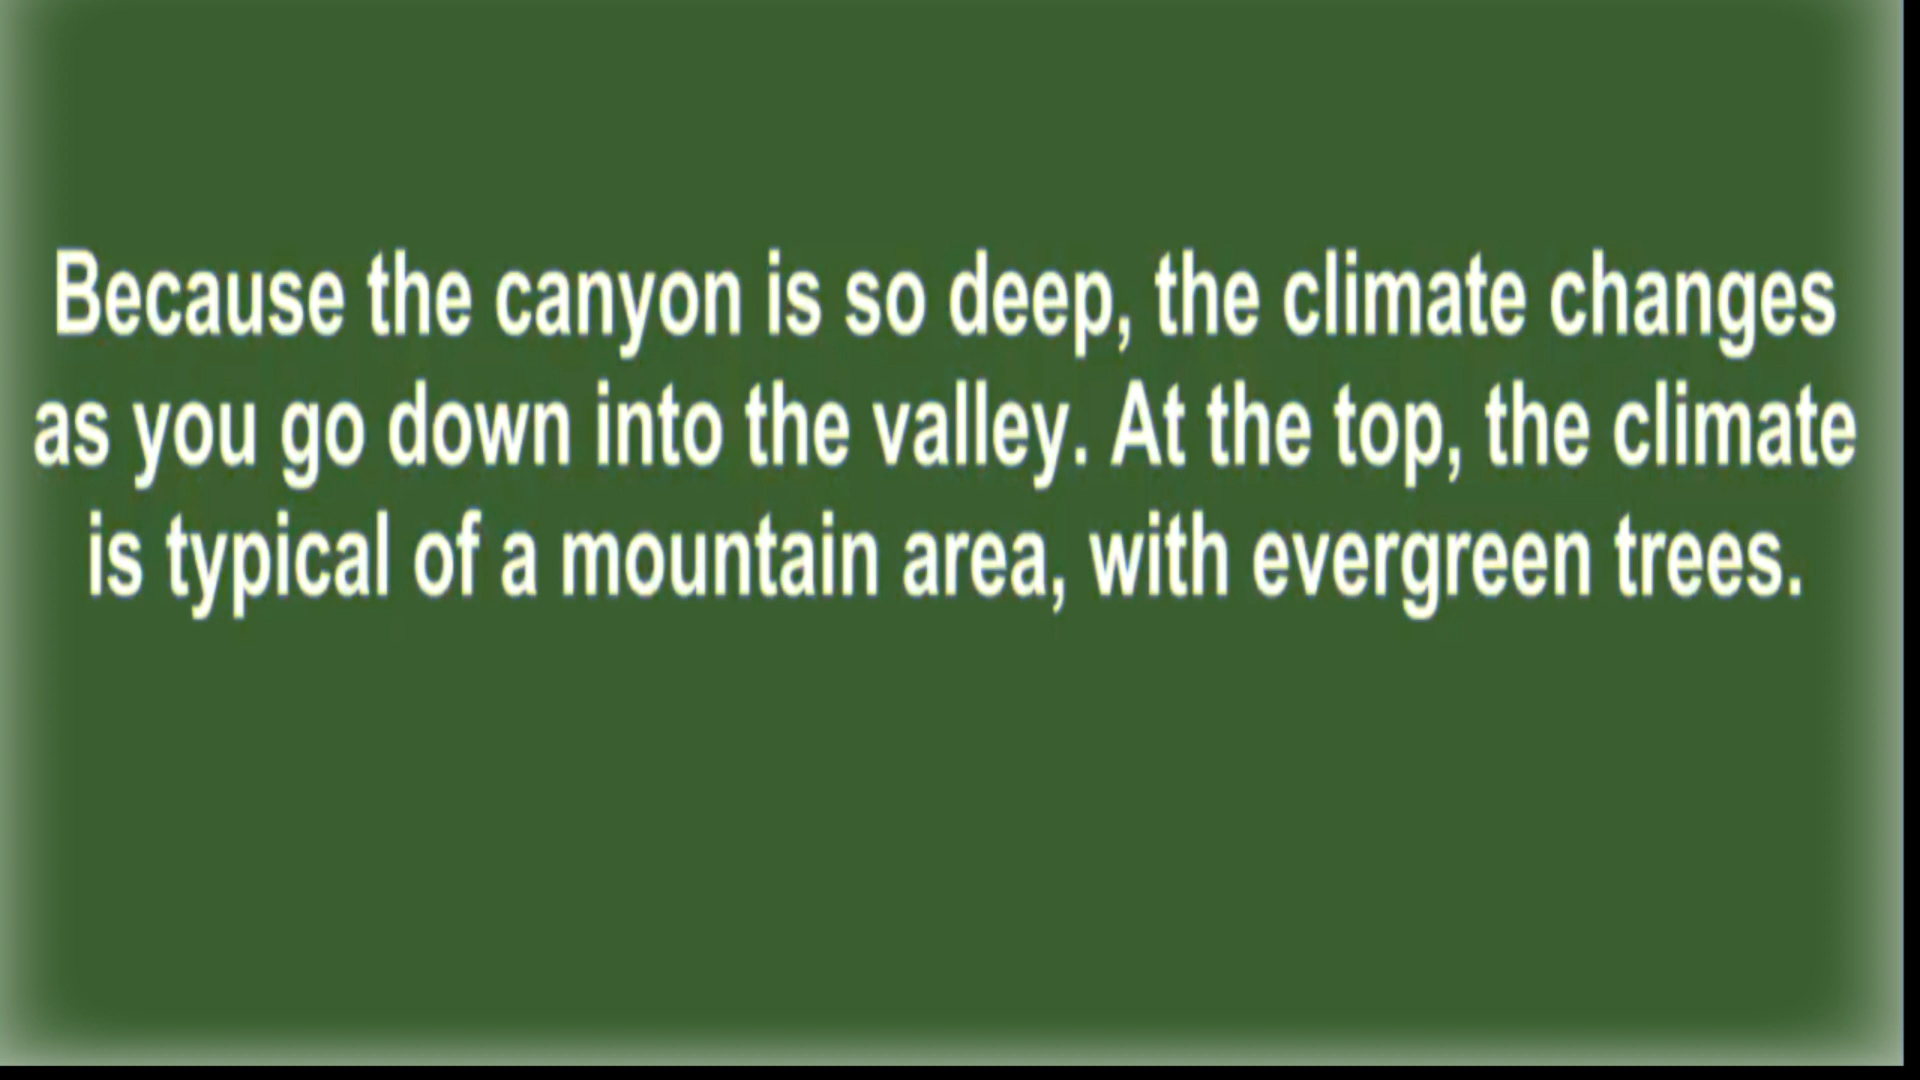 Because the canyon is so deep, the climate changes
as you go down into the valley. At the top, the climate
is typical of a mountain area, with evergreen trees.